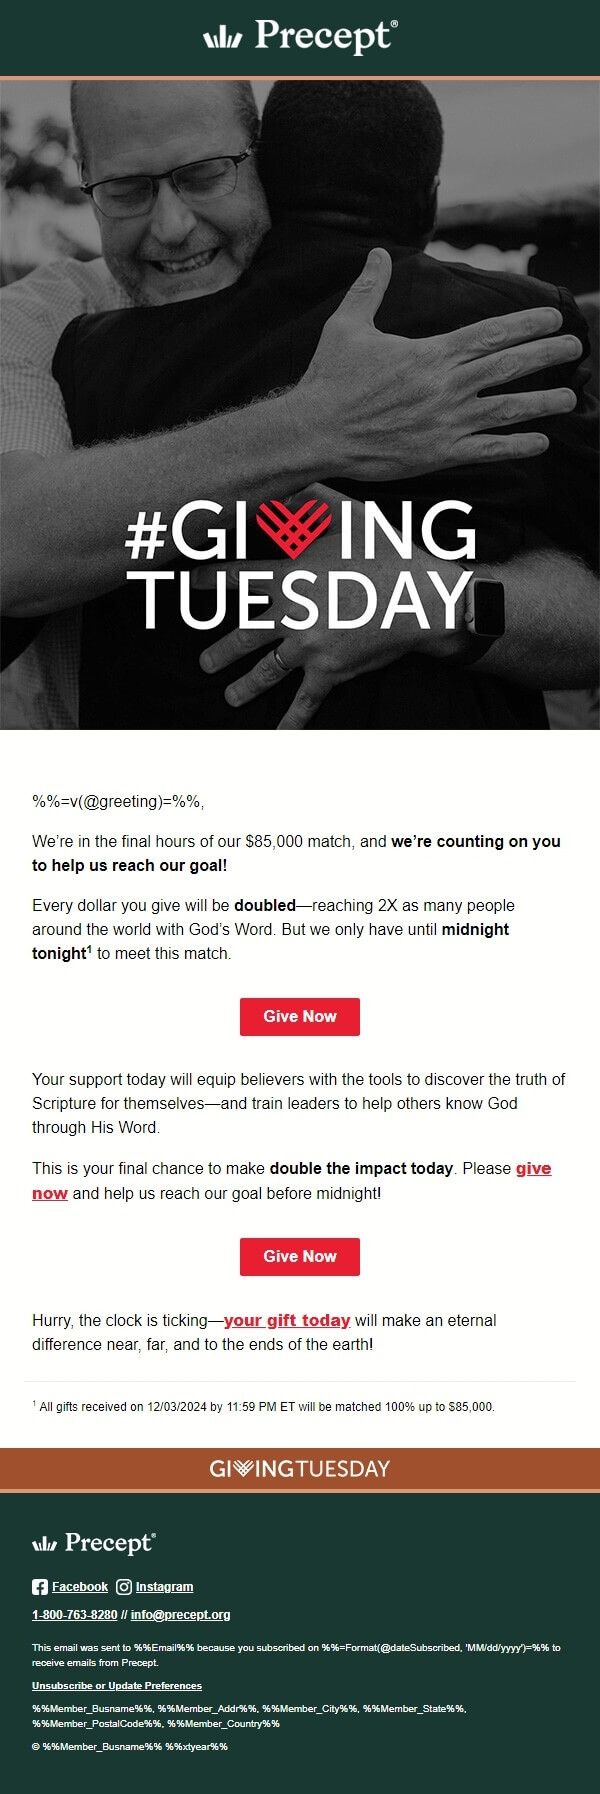 Precept®
#GIVING
TUESDAY
%%=v(@greeting)=%%,
We're in the final hours of our $85,000 match, and we're counting on you
to help us reach our goal!
Every dollar you give will be doubled—reaching 2X as many people
around the world with God's Word. But we only have until midnight
tonight¹ to meet this match.
Give Now
Your support today will equip believers with the tools to discover the truth of
Scripture for themselves—and train leaders to help others know God
through His Word.
This is your final chance to make double the impact today. Please give
now and help us reach our goal before midnight!
Give Now
Hurry, the clock is ticking—your gift today will make an eternal
difference near, far, and to the ends of the earth!
¹ All gifts received on 12/03/2024 by 11:59 PM ET will be matched 100% up to $85,000.
GIVINGTUESDAY
Precept®
Facebook Instagram
1-800-763-8280 // info@precept.org
This email was sent to %%Email%% because you subscribed on %%=Format(@dateSubscribed, 'MM/dd/yyyy')=%% to
receive emails from Precept.
Unsubscribe or Update Preferences
%%Member_Busname%%, %%Member_Addr%%, %%Member_City%%, %%Member_State%%,
%%Member_PostalCode%%, %%Member_Country%%
© %%Member_Busname%% %%xtyear%%